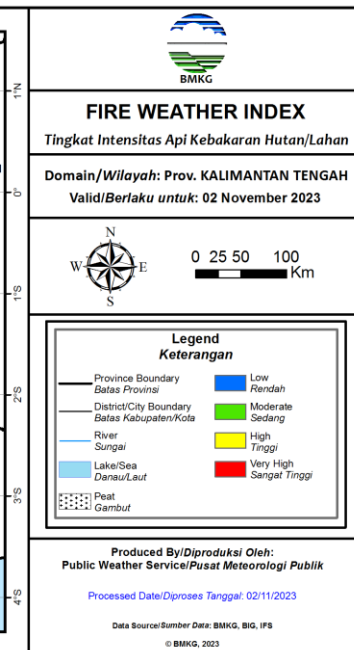 BMKG
FIRE WEATHER INDEX
Tingkat Intensitas Api Kebakaran Hutan/Lahan
Domain/Wilayah: Prov. KALIMANTAN TENGAH
Valid/Berlaku untuk: 02 November 2023
N
W E
S
0 25 50 100
Km
Legend
Keterangan
Province Boundary
Batas Provinsi
District/City Boundary
Batas Kabupaten/Kota
River
Sungai
Lake/Sea
Danau/Laut
Peat
Gambut
Low
Rendah
Moderate
Sedang
High
Tinggi
Very High
Sangat Tinggi
Produced By/Diproduksi Oleh:
Public Weather Service/Pusat Meteorologi Publik
Processed Date/Diproses Tanggal: 02/11/2023
Data Source/Sumber Data: BMKG, BIG, IFS
© BMKG, 2023
1°N
0°
1°S
2°S
3°S
4°S